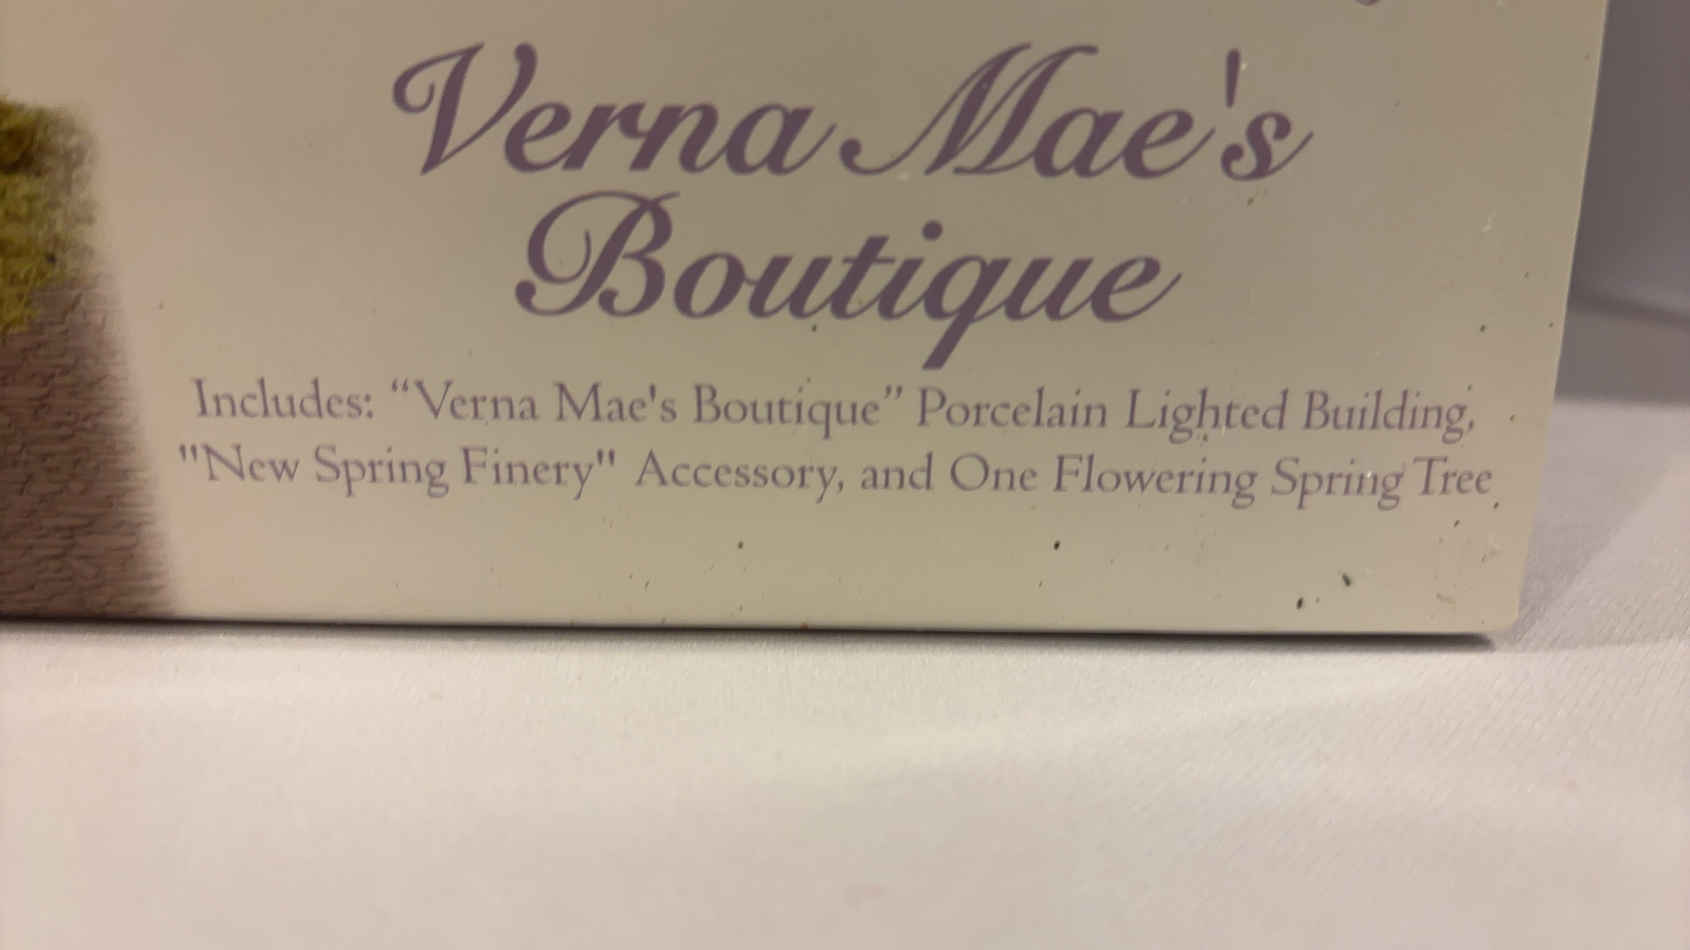 Verna Mae's
Boutique
Includes: “Verna Mae's Boutique” Porcelain Lighted Building,
"New Spring Finery" Accessory, and One Flowering Spring Tree